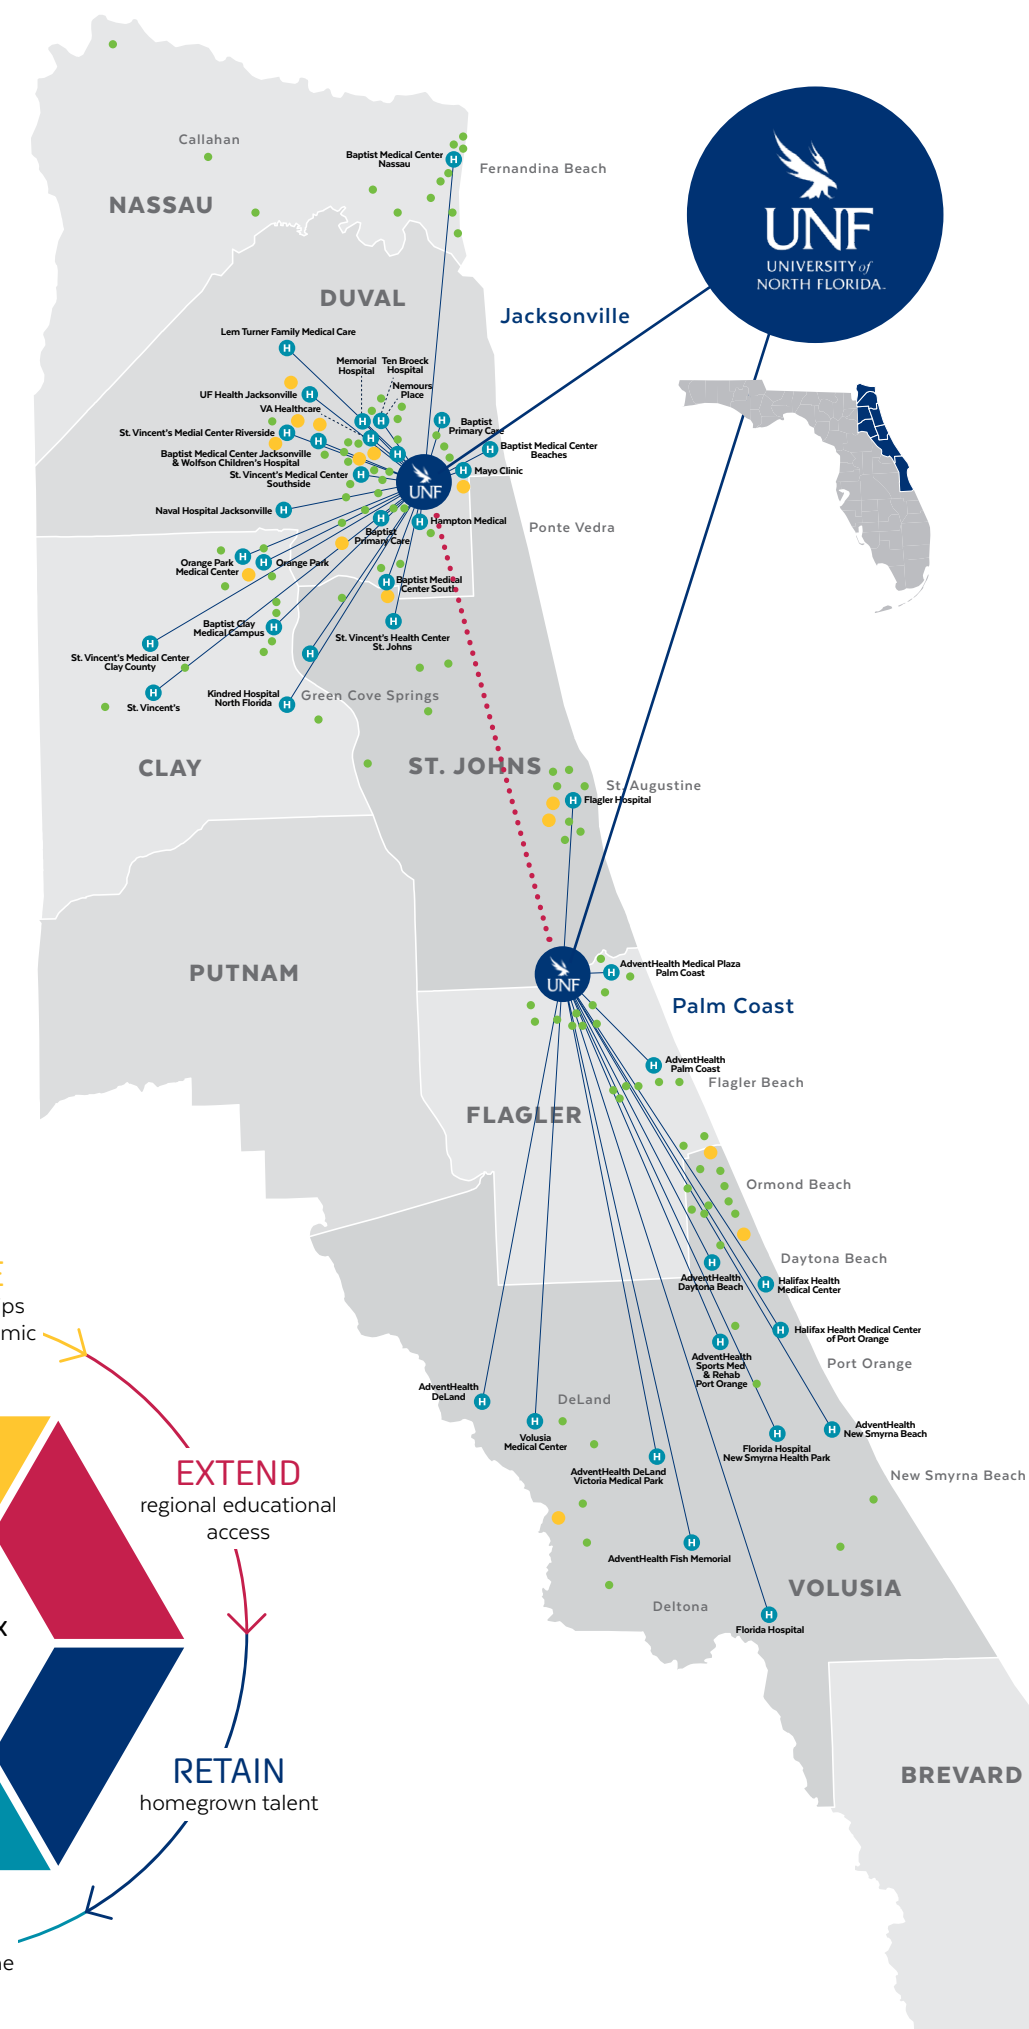 Callahan
Baptist Medical Center
Nassau
Fernandina Beach
NASSAU
UNF
UNIVERSITY of
NORTH FLORIDA
DUVAL
Jacksonville
Lem Turner Family Medical Care
H
Memorial
Hospital
Ten Broeck
Hospital
Nemours
Place
UF Health Jacksonville
H
VA Healthcare
St. Vincent's Medial Center Riverside
H
Baptist
Primary Care
Baptist Medical Center
Beaches
Baptist Medical Center Jacksonville
& Wolfson Children's Hospital
Mayo Clinic
St. Vincent's Medical Center
Southside
UNF
Naval Hospital Jacksonville
H
Hampton Medical
Ponte Vedra
Baptist
Primary Care
Orange Park
Medical Center
H
H
Orange Park
H
Baptist Medical
Center South
Baptist Clay
Medical Campus
H
H
St. Vincent's Health Center
St. Johns
H
St. Vincent's Medical Center
Clay County
H
H
St. Vincent's
Kindred Hospital
North Florida
H
Green Cove Springs
CLAY
ST. JOHNS
St. Augustine
H
Flagler Hospital
PUTNAM
UNF
H
AdventHealth Medical Plaza
Palm Coast
Palm Coast
H
AdventHealth
Palm Coast
Flagler Beach
FLAGLER
Ormond Beach
Daytona Beach
H
AdventHealth
Daytona Beach
H
Halifax Health
Medical Center
H
Halifax Health Medical Center
of Port Orange
H
AdventHealth
Sports Med
& Rehab
Port Orange
Port Orange
AdventHealth
DeLand
H
DeLand
H
Volusia
Medical Center
H
AdventHealth
New Smyrna Beach
H
Florida Hospital
New Smyrna Health Park
H
AdventHealth DeLand
Victoria Medical Park
New Smyrna Beach
H
AdventHealth Fish Memorial
VOLUSIA
Deltona
H
Florida Hospital
BREVARD
E
ps
mic
EXTEND
regional educational
access
x
RETAIN
homegrown talent
ne